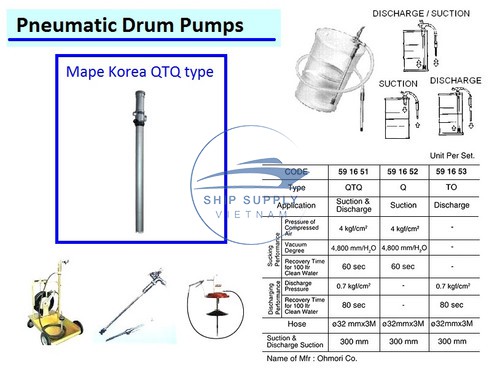 Pneumatic Drum Pumps
Mape Korea QTQ type
DISCHARGE / SUCTION
SUCTION
DISCHARGE
Unit Per Set.
CODE 59 16 51 59 16 52 59 16 53
Type QTQ Q TO
Application Suction & Discharge Suction Discharge
Sucking Performance
Pressure of Compressed Air 4 kgf/cm² 4 kgf/cm² -
Vacuum Degree 4,800 mm/H₂O 4,800 mm/H₂O -
Recovery Time for 100 ltr Clean Water 60 sec 60 sec -
Discharging Performance
Discharge Pressure 0.7 kgf/cm² - 0.7 kgf/cm²
Recovery Time for 100 ltr Clean Water 80 sec - 80 sec
Hose ø32 mmx3M ø32mmx3M ø32mmx3M
Suction & Discharge Suction 300 mm 300 mm 300 mm
Name of Mfr : Ohmori Co.
SHIP SUPPLY
VIETNAM